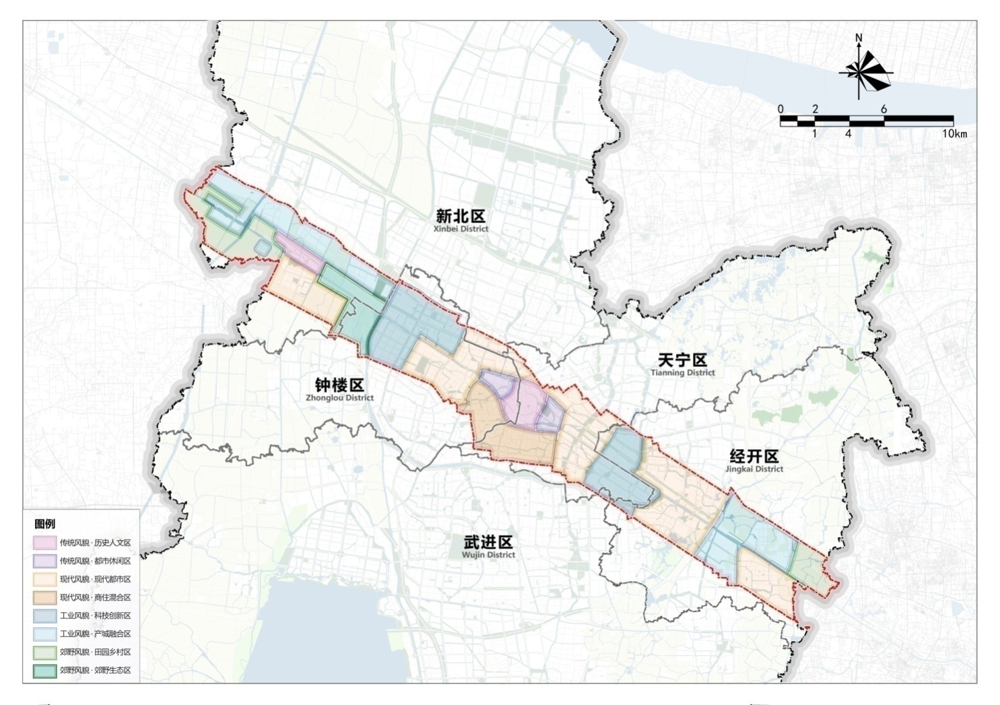 N
0 2 6
1 4 10km
新北区
Xinbei District
天宁区
Tianning District
钟楼区
Zhonglou District
经开区
Jingkai District
武进区
Wujin District
图例
传统风貌·历史人文区
传统风貌·都市休闲区
现代风貌·现代都市区
现代风貌·商住混合区
工业风貌·科技创新区
工业风貌·产城融合区
郊野风貌·田园乡村区
郊野风貌·郊野生态区